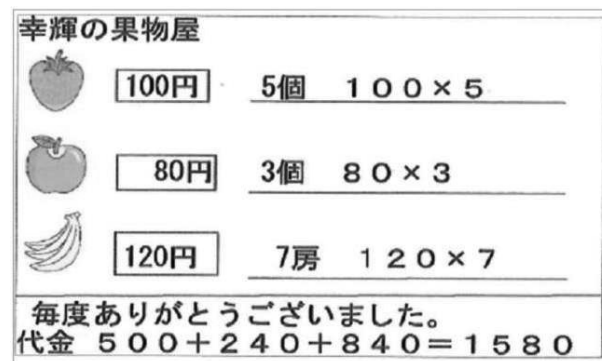 幸輝の果物屋
100円 5個 100×5
80円 3個 80×3
120円 7房 120×7
毎度ありがとうございました。
代金 500+240+840=1580